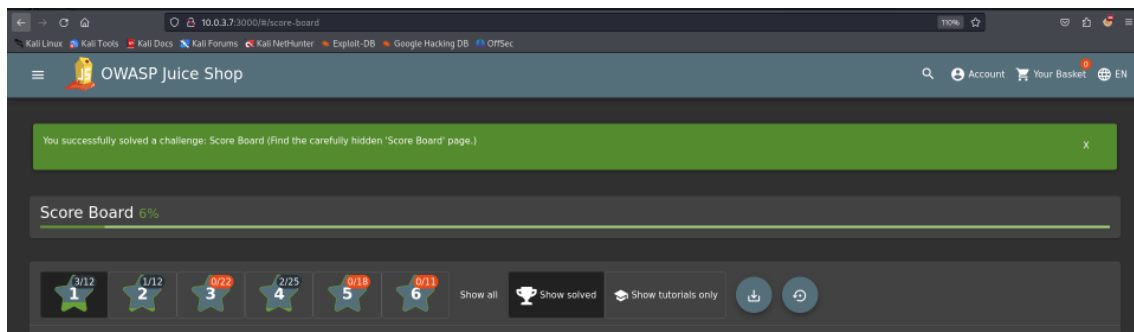 10.0.3.7:3000/#/score-board
110%
Kali Linux Kali Tools Kali Docs Kali Forums Kali NetHunter Exploit-DB Google Hacking DB OffSec
OWASP Juice Shop
Account
0
Your Basket
EN
You successfully solved a challenge: Score Board (Find the carefully hidden 'Score Board' page.)
X
Score Board 6%
3/12 1/12 0/22 2/25 0/18 0/11
1 2 3 4 5 6 Show all Show solved Show tutorials only